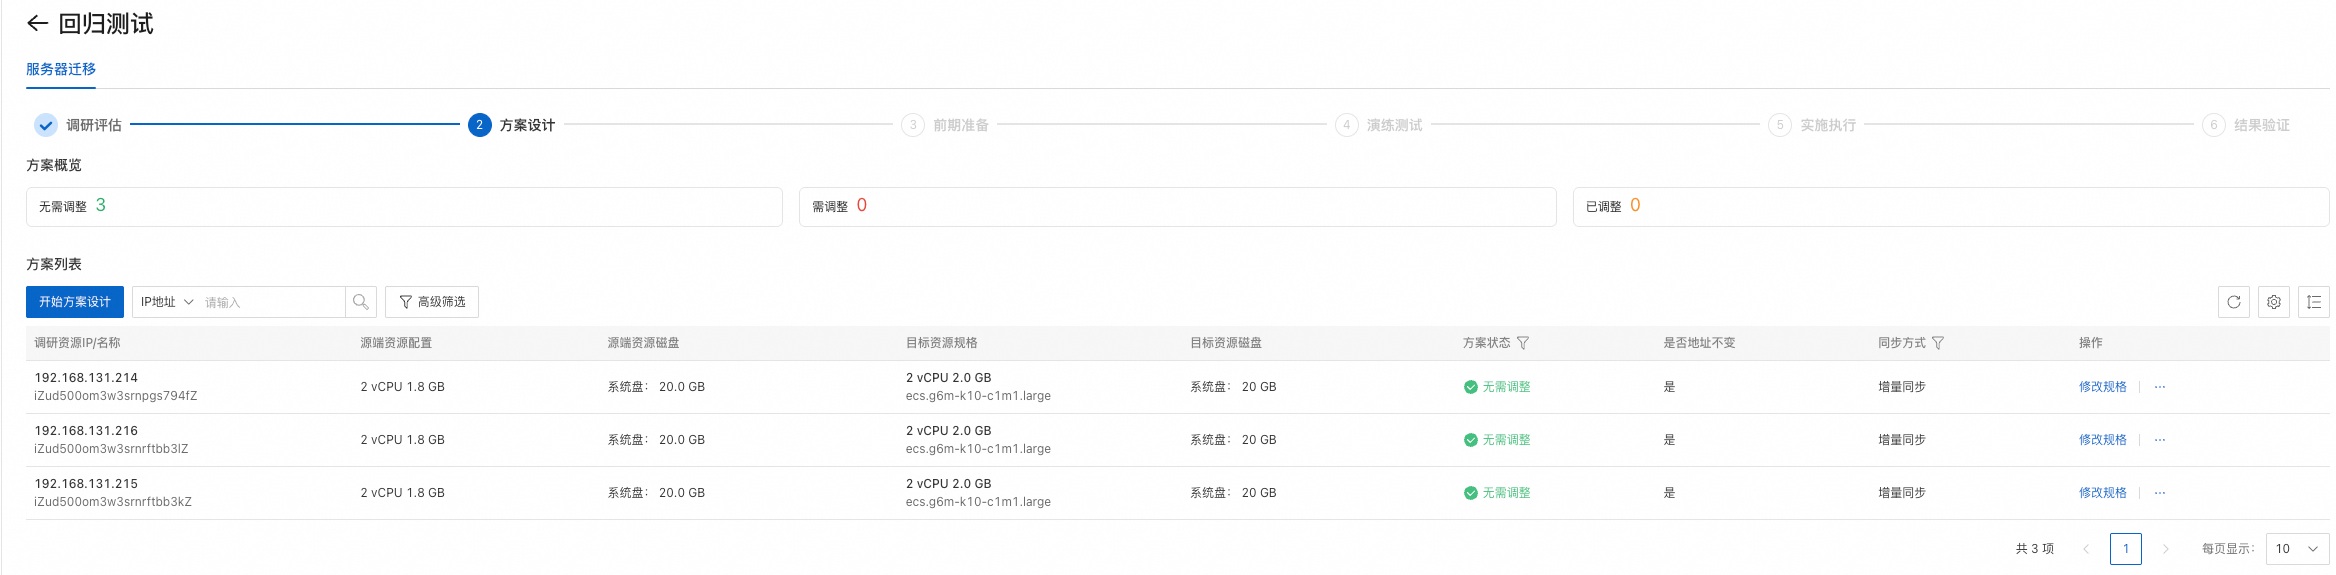 回归测试
服务器迁移
调研评估 2 方案设计 3 前期准备 4 演练测试 5 实施执行 6 结果验证
方案概览
无需调整 3 需调整 0 已调整 0
方案列表
开始方案设计 IP地址 请输入 高级筛选
调研资源IP/名称 源端资源配置 源端资源磁盘 目标资源规格 目标资源磁盘 方案状态 是否地址不变 同步方式 操作
192.168.131.214
iZud500om3w3srnpgs794fZ
2 vCPU 1.8 GB 系统盘： 20.0 GB
2 vCPU 2.0 GB
ecs.g6m-k10-c1m1.large
系统盘： 20 GB 无需调整 是 增量同步 修改规格 ···
192.168.131.216
iZud500om3w3srnrftbb3lZ
2 vCPU 1.8 GB 系统盘： 20.0 GB
2 vCPU 2.0 GB
ecs.g6m-k10-c1m1.large
系统盘： 20 GB 无需调整 是 增量同步 修改规格 ···
192.168.131.215
iZud500om3w3srnrftbb3kZ
2 vCPU 1.8 GB 系统盘： 20.0 GB
2 vCPU 2.0 GB
ecs.g6m-k10-c1m1.large
系统盘： 20 GB 无需调整 是 增量同步 修改规格 ···
共 3 项 1 每页显示： 10